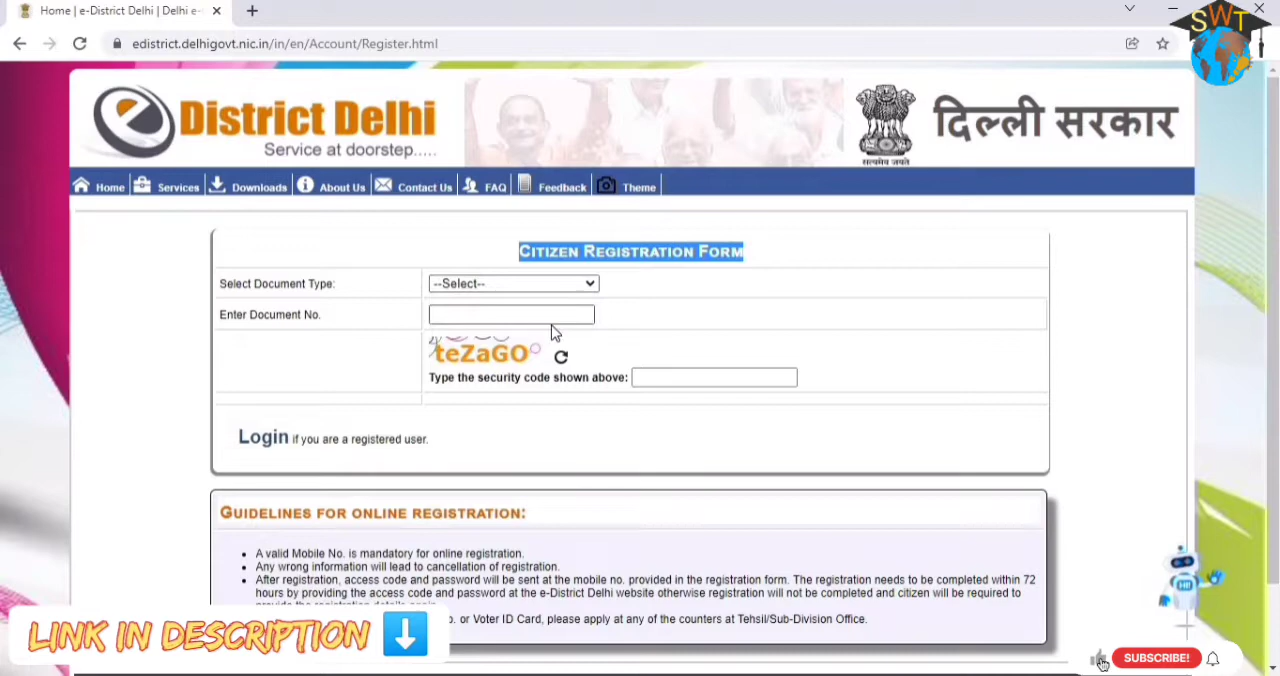 Home | e-District Delhi | Delhi e-
SWT
edistrict.delhigovt.nic.in/in/en/Account/Register.html
e District Delhi
Service at doorstep.....
सत्यमेव जयते
दिल्ली सरकार
Home Services Downloads About Us Contact Us FAQ Feedback Theme
Citizen Registration Form
Select Document Type: --Select--
Enter Document No.
teZaGO
Type the security code shown above:
Login if you are a registered user.
Guidelines for online registration:
A valid Mobile No. is mandatory for online registration.
Any wrong information will lead to cancellation of registration.
After registration, access code and password will be sent at the mobile no. provided in the registration form. The registration needs to be completed within 72
hours by providing the access code and password at the e-District Delhi website otherwise registration will not be completed and citizen will be required to
or Voter ID Card, please apply at any of the counters at Tehsil/Sub-Division Office.
LINK IN DESCRIPTION
SUBSCRIBE!